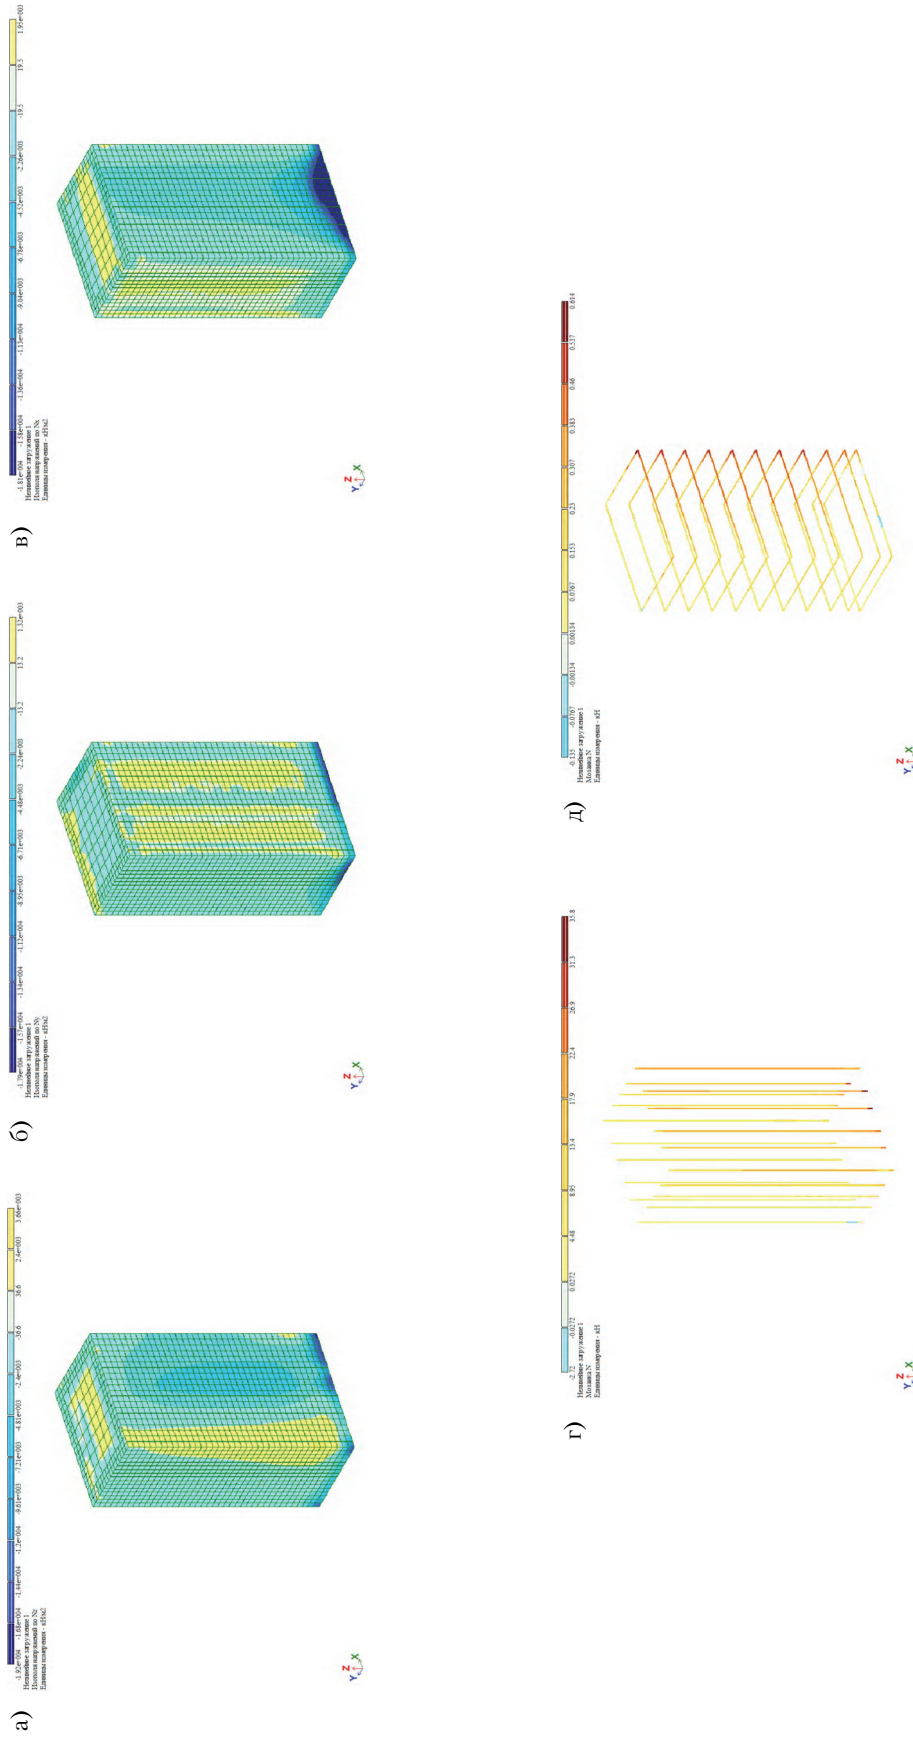 а)
-1.92e+004 -1.68e+004 -1.44e+004 -1.2e+004 -9.61e+003 -7.21e+003 -4.81e+003 -2.4e+003 -36.6 36.6 2.4e+003 3.66e+003
Нелинейное загружение 1
Изополя напряжений по Nz
Единицы измерения - кН/м2
Z
Y X
б)
-1.79e+004 -1.57e+004 -1.34e+004 -1.12e+004 -8.95e+003 -6.71e+003 -4.48e+003 -2.24e+003 -13.2 13.2 1.32e+003
Нелинейное загружение 1
Изополя напряжений по Ny
Единицы измерения - кН/м2
Z
Y X
в)
-1.81e+004 -1.58e+004 -1.36e+004 -1.13e+004 -9.04e+003 -6.78e+003 -4.52e+003 -2.26e+003 -19.5 19.5 1.95e+003
Нелинейное загружение 1
Изополя напряжений по Nx
Единицы измерения - кН/м2
Z
Y X
г)
-2.72 -0.0272 0.0272 4.48 8.95 13.4 17.9 22.4 26.9 31.3 35.8
Нелинейное загружение 1
Мозаика N
Единицы измерения - кН
Z
Y X
д)
-0.135 -0.0767 -0.00134 0.00134 0.0767 0.153 0.23 0.307 0.383 0.46 0.537 0.614
Нелинейное загружение 1
Мозаика N
Единицы измерения - кН
Z
Y X